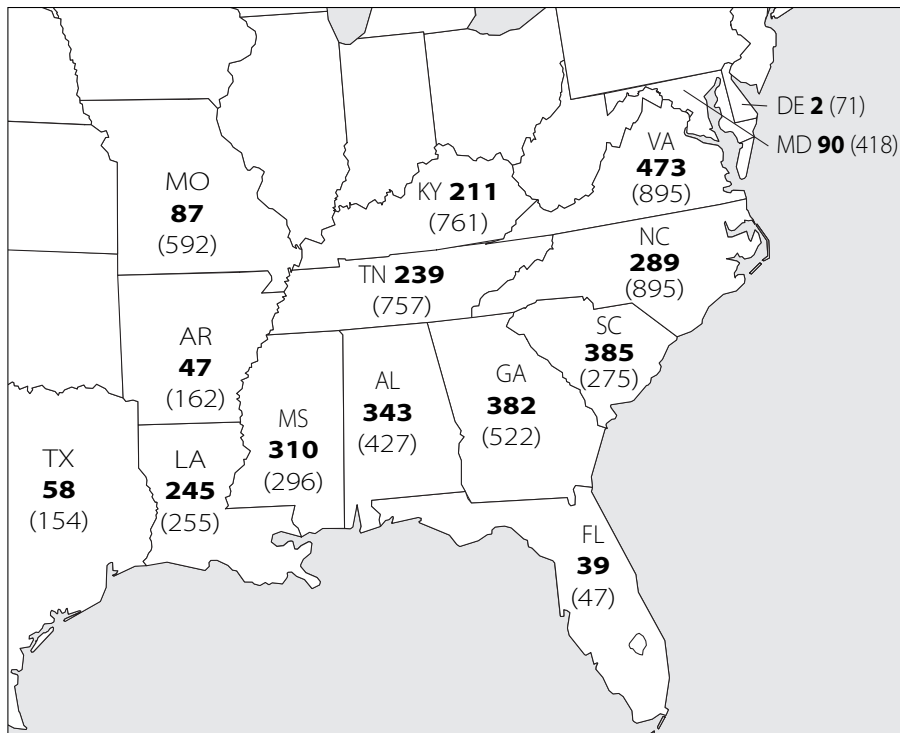 DE 2 (71)
MD 90 (418)
VA
473
(895)
MO
87
(592)
KY 211
(761)
NC
289
(895)
TN 239
(757)
SC
385
(275)
AR
47
(162)
AL
343
(427)
GA
382
(522)
MS
310
(296)
TX
58
(154)
LA
245
(255)
FL
39
(47)